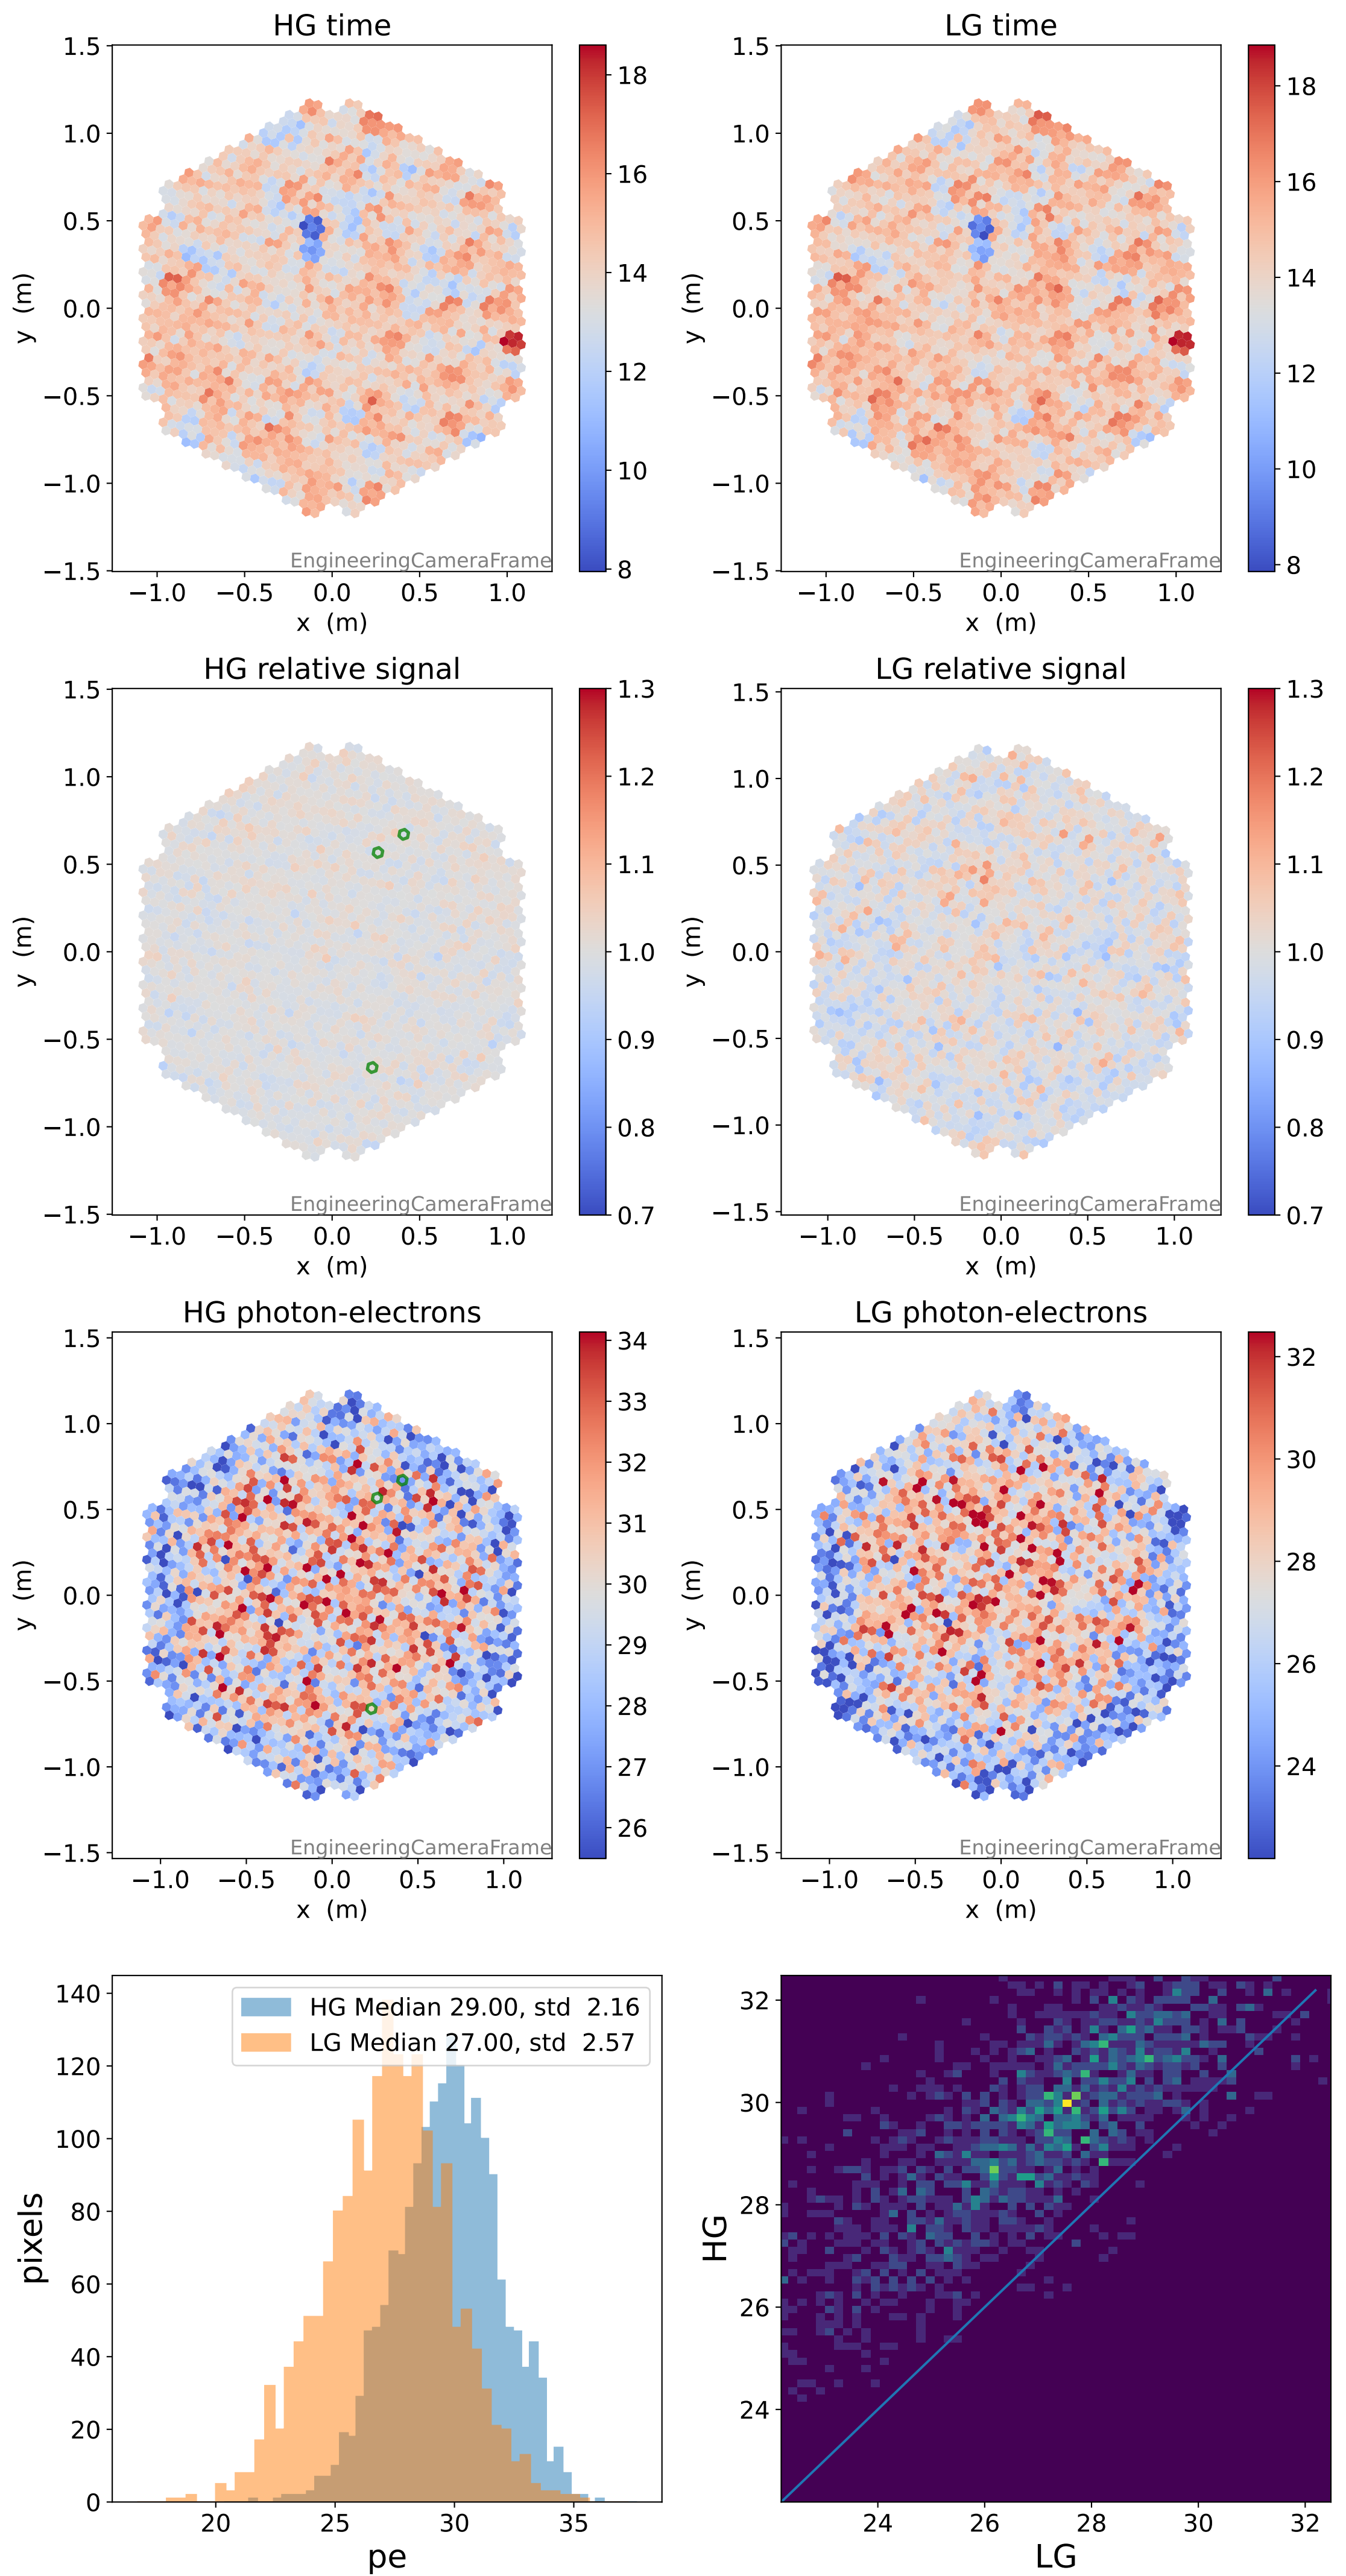 HG time
1.5
1.0
0.5
0.0
−0.5
−1.0
−1.5
y (m)
−1.0 −0.5 0.0 0.5 1.0
x (m)
EngineeringCameraFrame
18
16
14
12
10
8
LG time
1.5
1.0
0.5
0.0
−0.5
−1.0
−1.5
y (m)
−1.0 −0.5 0.0 0.5 1.0
x (m)
EngineeringCameraFrame
18
16
14
12
10
8
HG relative signal
1.5
1.0
0.5
0.0
−0.5
−1.0
−1.5
y (m)
−1.0 −0.5 0.0 0.5 1.0
x (m)
EngineeringCameraFrame
1.3
1.2
1.1
1.0
0.9
0.8
0.7
LG relative signal
1.5
1.0
0.5
0.0
−0.5
−1.0
−1.5
y (m)
−1.0 −0.5 0.0 0.5 1.0
x (m)
EngineeringCameraFrame
1.3
1.2
1.1
1.0
0.9
0.8
0.7
HG photon-electrons
1.5
1.0
0.5
0.0
−0.5
−1.0
−1.5
y (m)
−1.0 −0.5 0.0 0.5 1.0
x (m)
EngineeringCameraFrame
34
33
32
31
30
29
28
27
26
LG photon-electrons
1.5
1.0
0.5
0.0
−0.5
−1.0
−1.5
y (m)
−1.0 −0.5 0.0 0.5 1.0
x (m)
EngineeringCameraFrame
32
30
28
26
24
HG Median 29.00, std 2.16
LG Median 27.00, std 2.57
140
120
100
80
60
40
20
0
pixels
20 25 30 35
pe
32
30
28
26
24
HG
24 26 28 30 32
LG